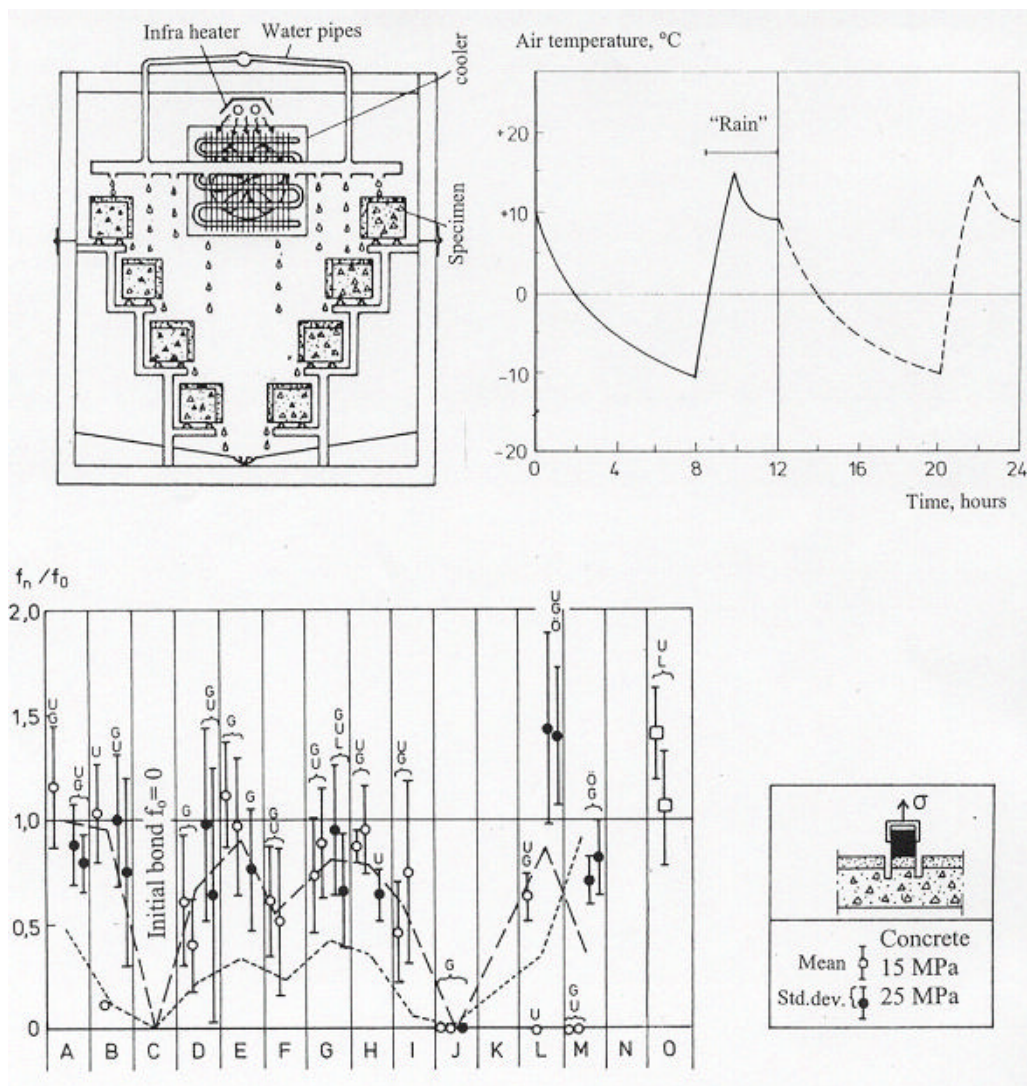 Infra heater
Water pipes
cooler
Specimen
Air temperature, °C
"Rain"
+20
+10
0
-10
-20
0
4
8
12
16
20
24
Time, hours
fn /f0
2,0
1,5
1,0
0,5
0
U
G
U
G
U
G
U
Initial bond f0=0
G
G
U
G
G
G
U
G
U
G
U
L
U
G
U
U
G
G
U
G
Ö
U
G
U
G
U
Ö
G
U
L
A
B
C
D
E
F
G
H
I
J
K
L
M
N
O
σ
Concrete
Mean
15 MPa
Std.dev.
25 MPa